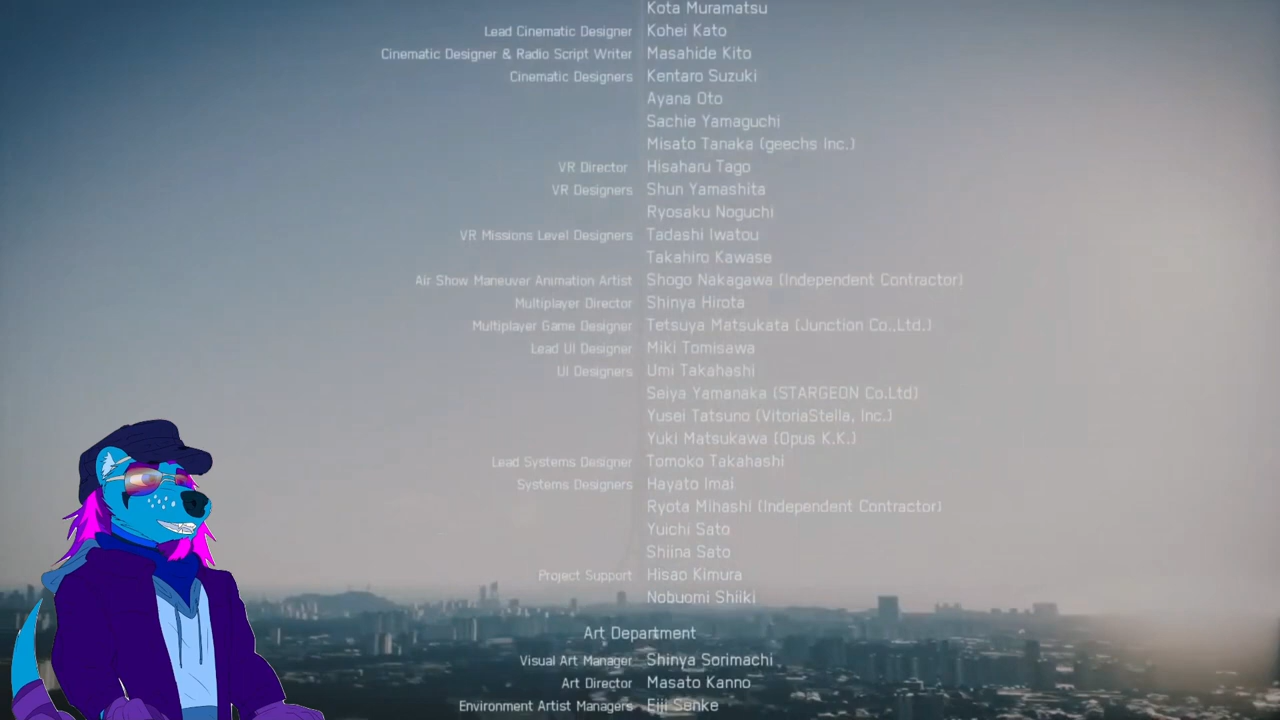 Kota Muramatsu
Lead Cinematic Designer Kohei Kato
Cinematic Designer & Radio Script Writer Masahide Kito
Cinematic Designers Kentaro Suzuki
Ayana Oto
Sachie Yamaguchi
Misato Tanaka (geechs Inc.)
VR Director Hisaharu Tago
VR Designers Shun Yamashita
Ryosaku Noguchi
VR Missions Level Designers Tadashi Iwatou
Takahiro Kawase
Air Show Maneuver Animation Artist Shogo Nakagawa (Independent Contractor)
Multiplayer Director Shinya Hirota
Multiplayer Game Designer Tetsuya Matsukata (Junction Co.,Ltd.)
Lead UI Designer Miki Tomisawa
UI Designers Umi Takahashi
Seiya Yamanaka (STARGEON Co.Ltd)
Yusei Tatsuno (VitoriaStella, Inc.)
Yuki Matsukawa (Opus K.K.)
Lead Systems Designer Tomoko Takahashi
Systems Designers Hayato Imai
Ryota Mihashi (Independent Contractor)
Yuichi Sato
Shiina Sato
Project Support Hisao Kimura
Nobuomi Shiiki
Art Department
Visual Art Manager Shinya Sorimachi
Art Director Masato Kanno
Environment Artist Managers Eiji Senke